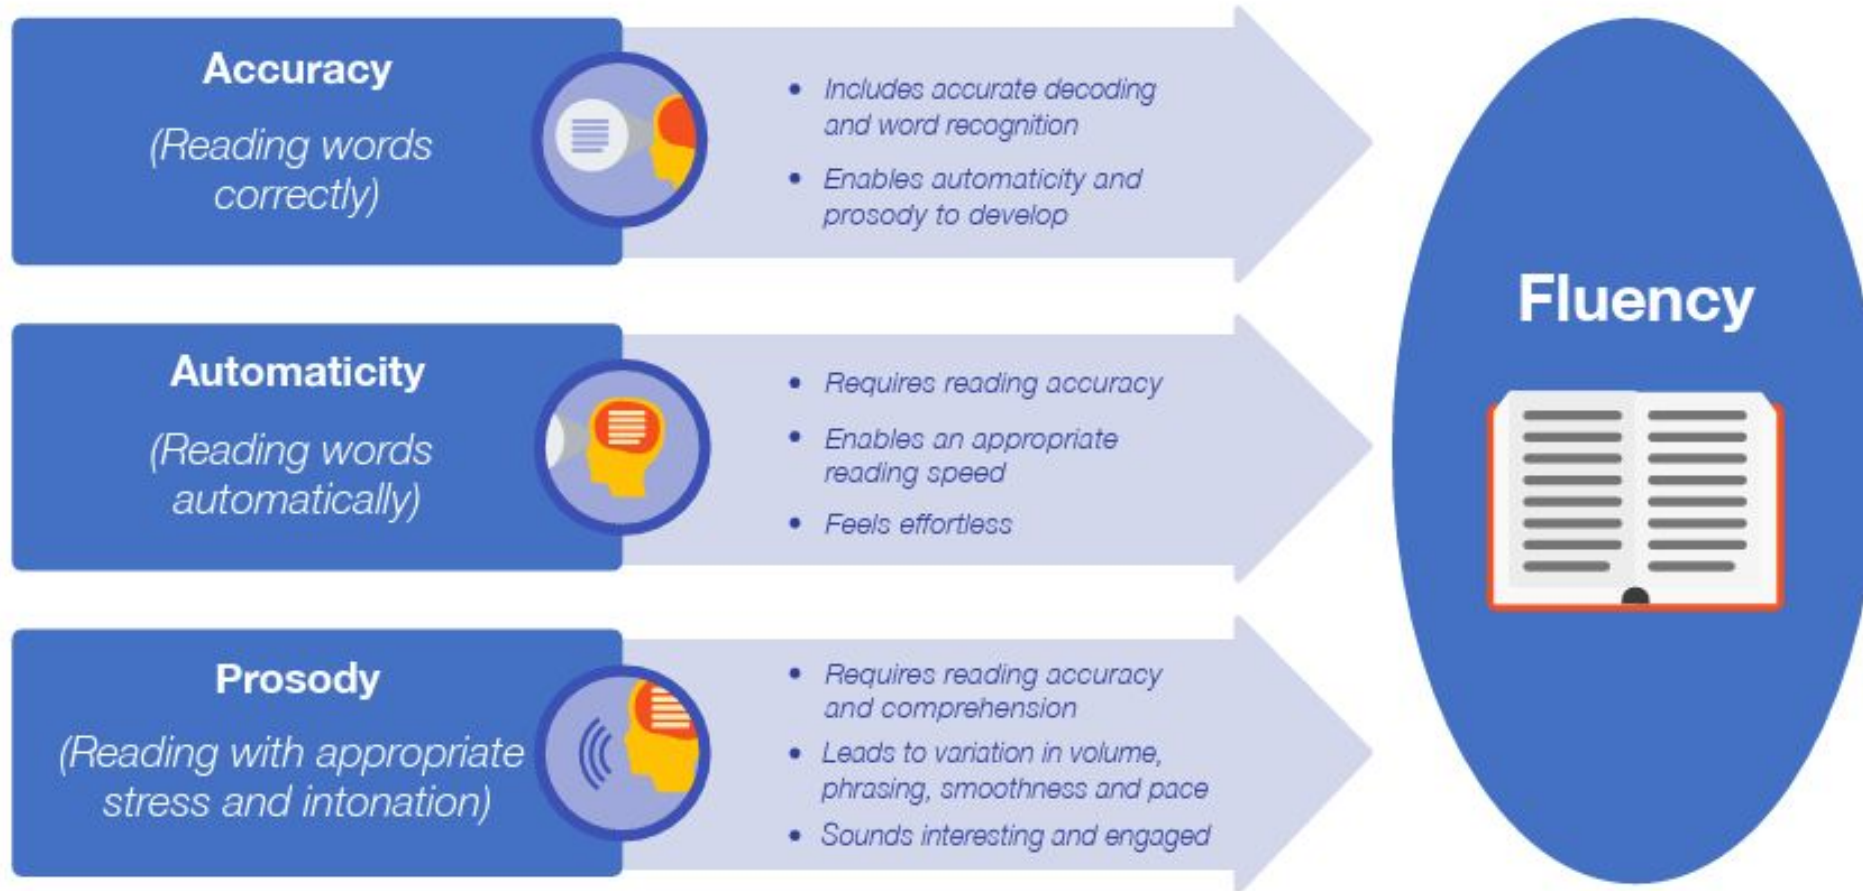 Accuracy
(Reading words
correctly)
• Includes accurate decoding
and word recognition
• Enables automaticity and
prosody to develop
Automaticity
(Reading words
automatically)
• Requires reading accuracy
• Enables an appropriate
reading speed
• Feels effortless
Prosody
(Reading with appropriate
stress and intonation)
• Requires reading accuracy
and comprehension
• Leads to variation in volume,
phrasing, smoothness and pace
• Sounds interesting and engaged
Fluency